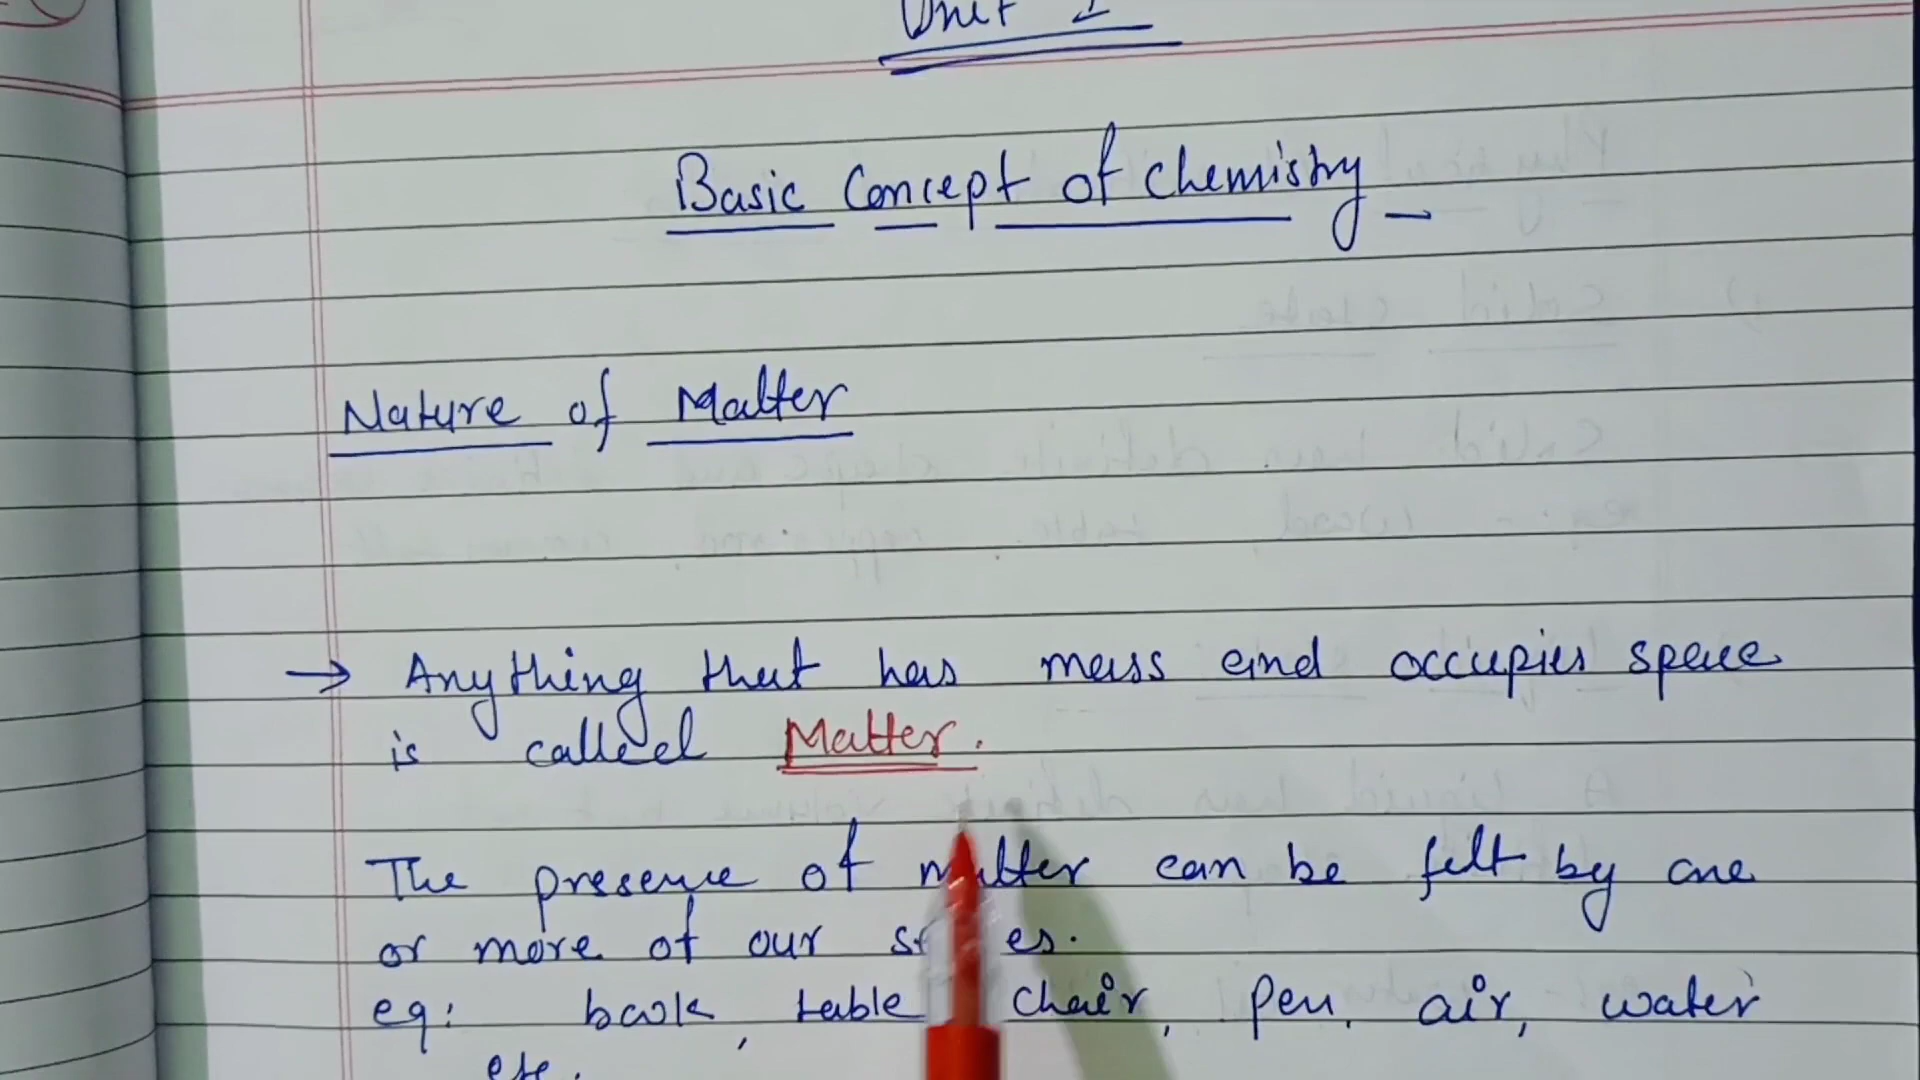 Unit I
Basic Concept of Chemistry
Nature of Matter
→ Anything that has mass and occupies space
is called Matter.
The presence of matter can be felt by one
or more of our senses.
eg: book, table chair, Pen, air, water
etc.